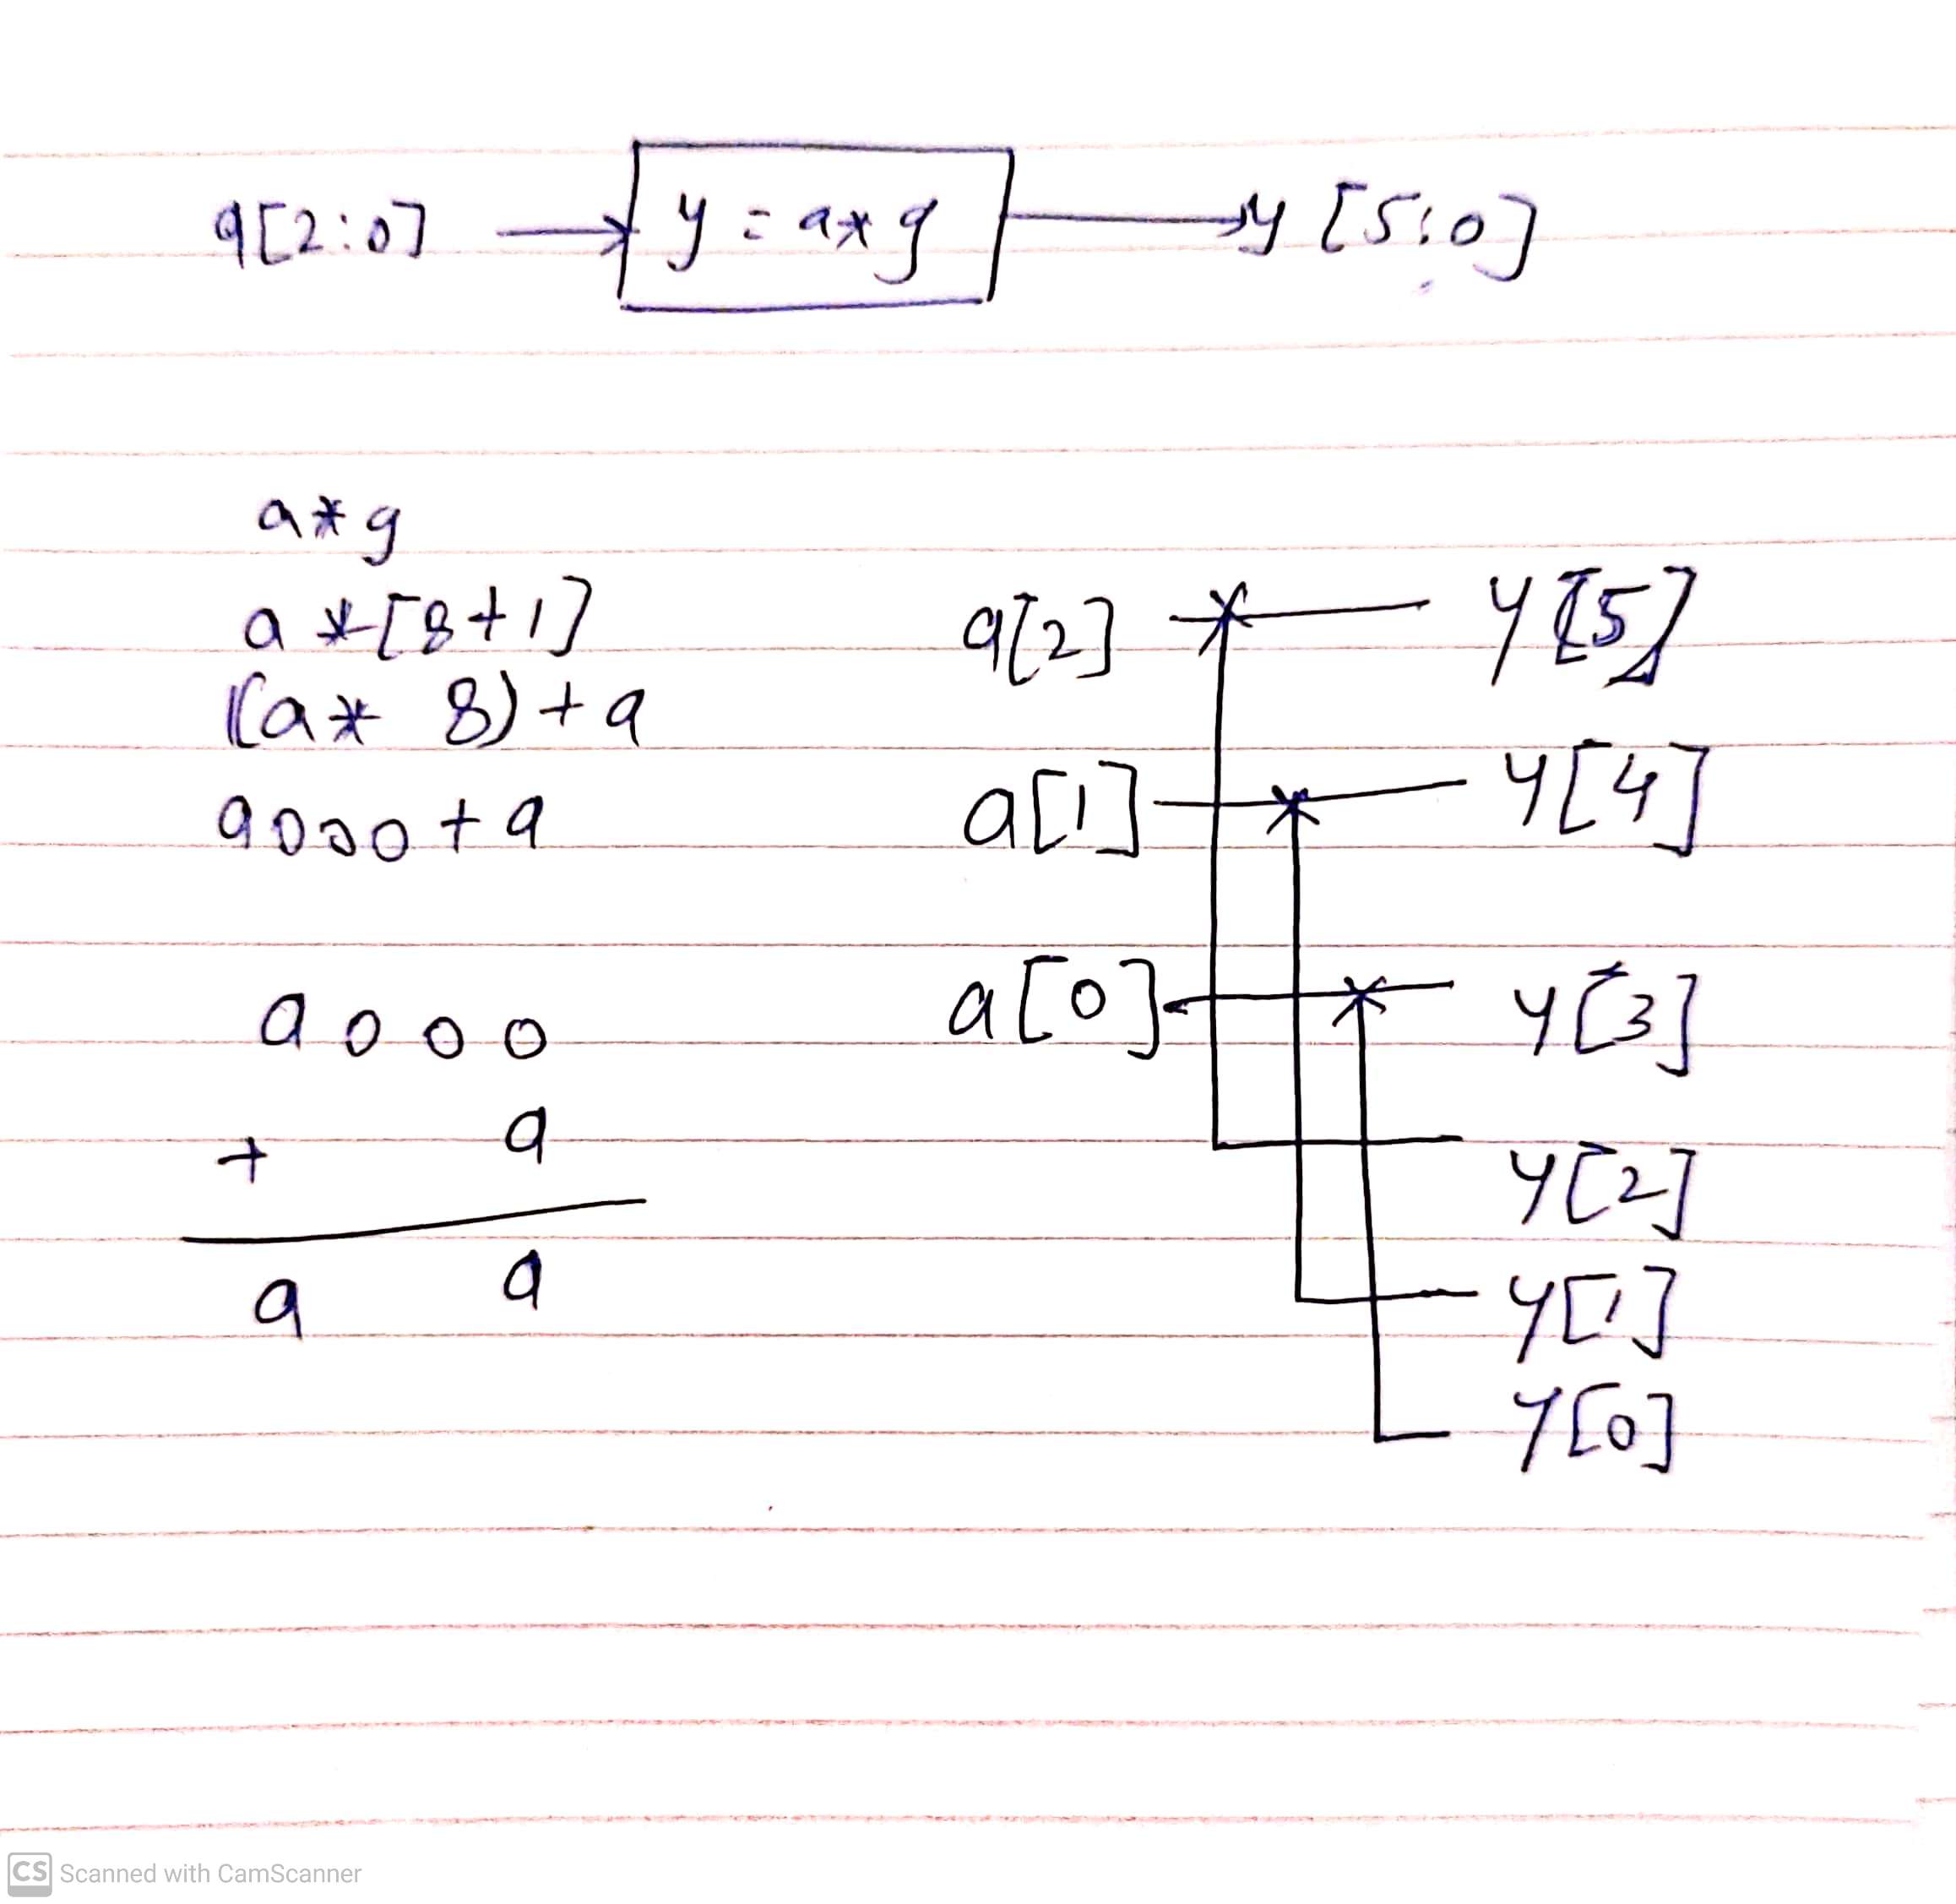 a[2:0] y = a*9 y [5:0]
a*9
a *[8+1]
(a* 8)+a
a000+a
a 0 0 0
+ a
a a
a[2] y[5]
a[1] y[4]
a[0] y[3]
y[2]
y[1]
y[0]
CS Scanned with CamScanner